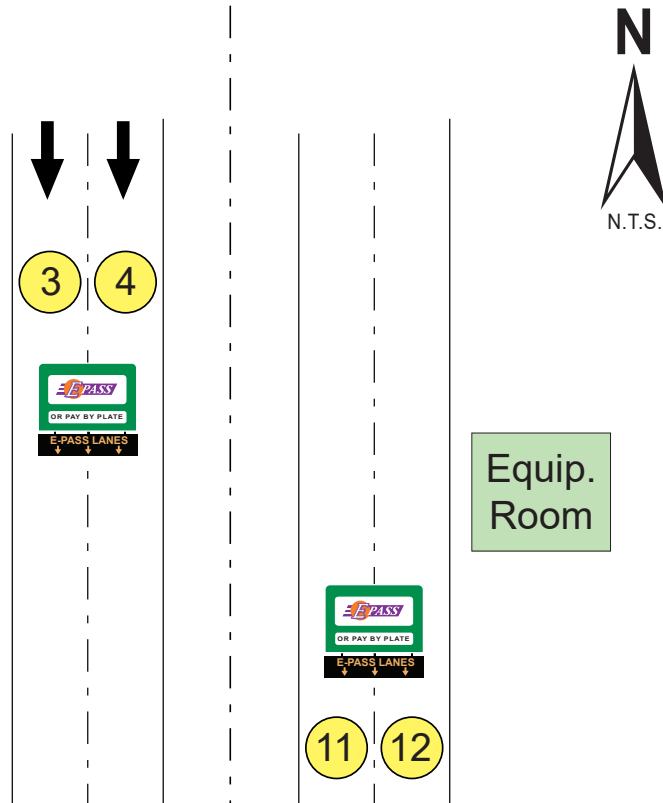 N
N.T.S.
3 4
E PASS
OR PAY BY PLATE
E-PASS LANES
Equip.
Room
E PASS
OR PAY BY PLATE
E-PASS LANES
11 12